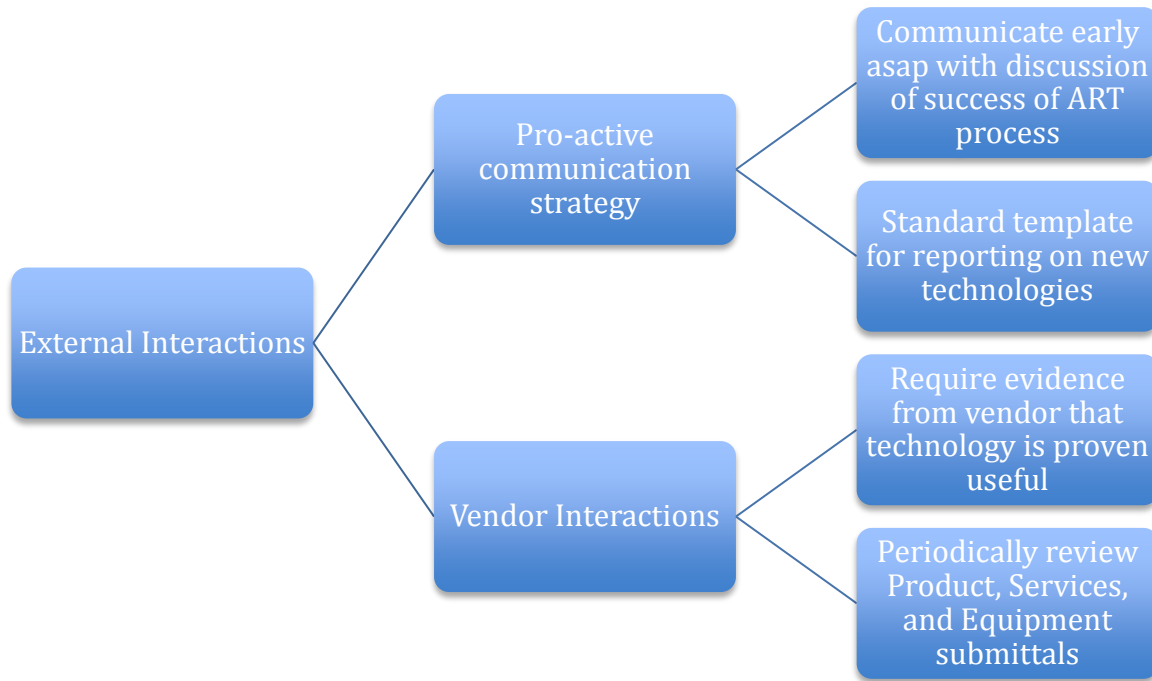 External Interactions
Pro-active
communication
strategy
Communicate early
asap with discussion
of success of ART
process
Standard template
for reporting on new
technologies
Vendor Interactions
Require evidence
from vendor that
technology is proven
useful
Periodically review
Product, Services,
and Equipment
submittals